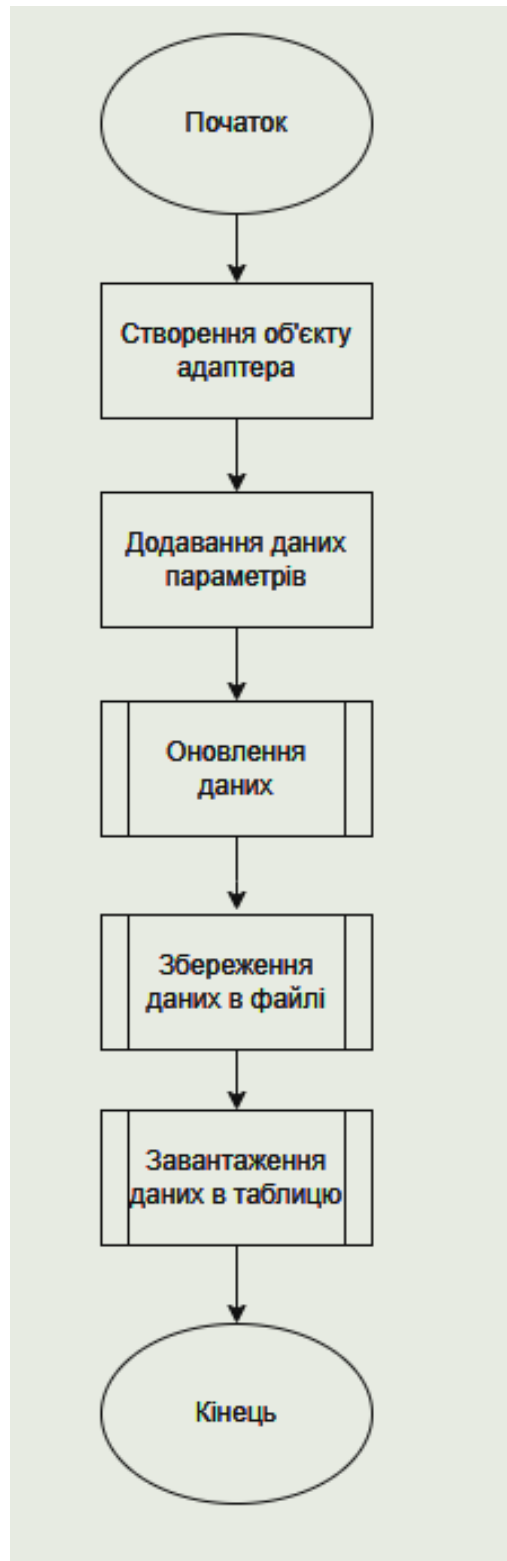 Початок
Створення об'єкту
адаптера
Додавання даних
параметрів
Оновлення
даних
Збереження
даних в файлі
Завантаження
даних в таблицю
Кінець